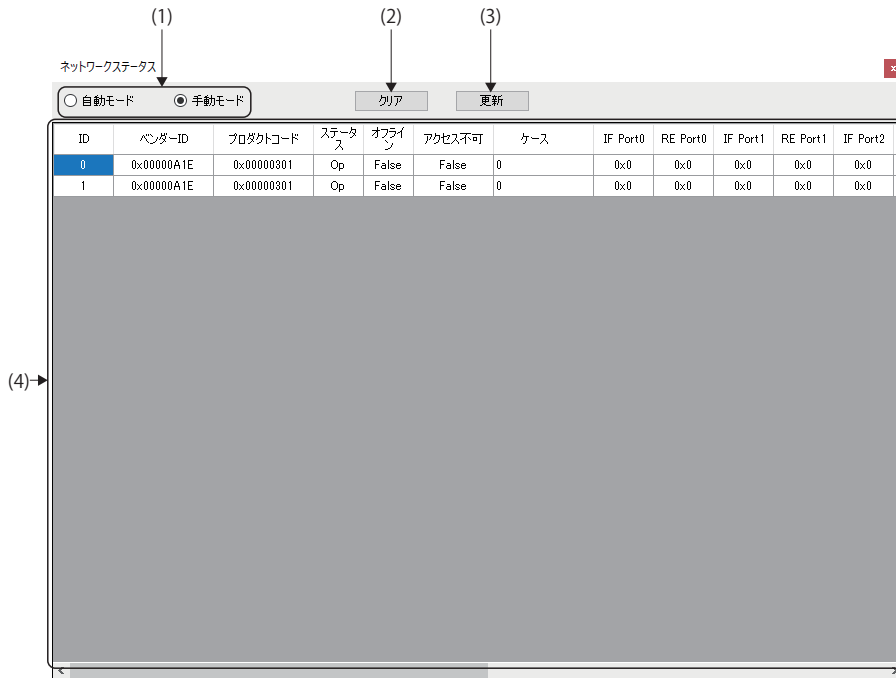 (1) (2) (3)
ネットワークステータス x
自動モード 手動モード クリア 更新
ID ベンダーID プロダクトコード ステータス オフライン アクセス不可 ケース IF Port0 RE Port0 IF Port1 RE Port1 IF Port2
0 0x00000A1E 0x00000301 Op False False 0 0x0 0x0 0x0 0x0 0x0
1 0x00000A1E 0x00000301 Op False False 0 0x0 0x0 0x0 0x0 0x0
(4)